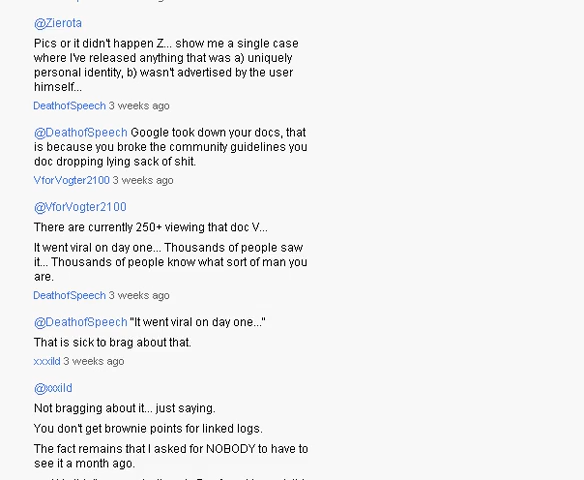 @Zierota
Pics or it didn't happen Z... show me a single case
where I've released anything that was a) uniquely
personal identity, b) wasn't advertised by the user
himself...
DeathofSpeech 3 weeks ago
@DeathofSpeech Google took down your docs, that
is because you broke the community guidelines you
doc dropping lying sack of shit.
VforVogter2100 3 weeks ago
@VforVogter2100
There are currently 250+ viewing that doc V...
It went viral on day one... Thousands of people saw
it... Thousands of people know what sort of man you
are.
DeathofSpeech 3 weeks ago
@DeathofSpeech "It went viral on day one..."
That is sick to brag about that.
xxxild 3 weeks ago
@xxxild
Not bragging about it... just saying.
You don't get brownie points for linked logs.
The fact remains that I asked for NOBODY to have to
see it a month ago.